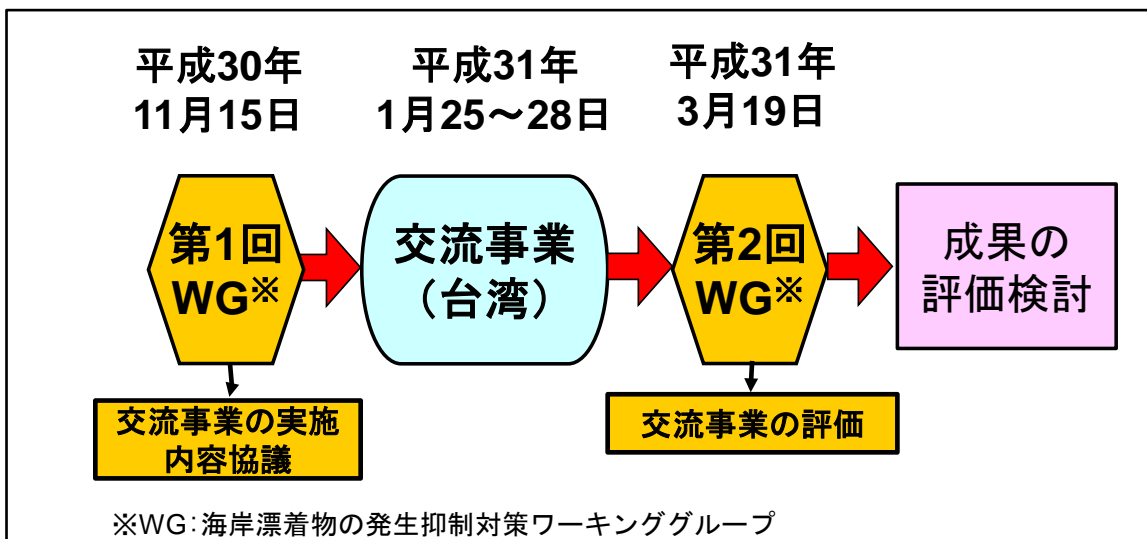 平成30年
11月15日
平成31年
1月25～28日
平成31年
3月19日
第1回
WG※
交流事業
（台湾）
第2回
WG※
成果の
評価検討
交流事業の実施
内容協議
交流事業の評価
※WG：海岸漂着物の発生抑制対策ワーキンググループ